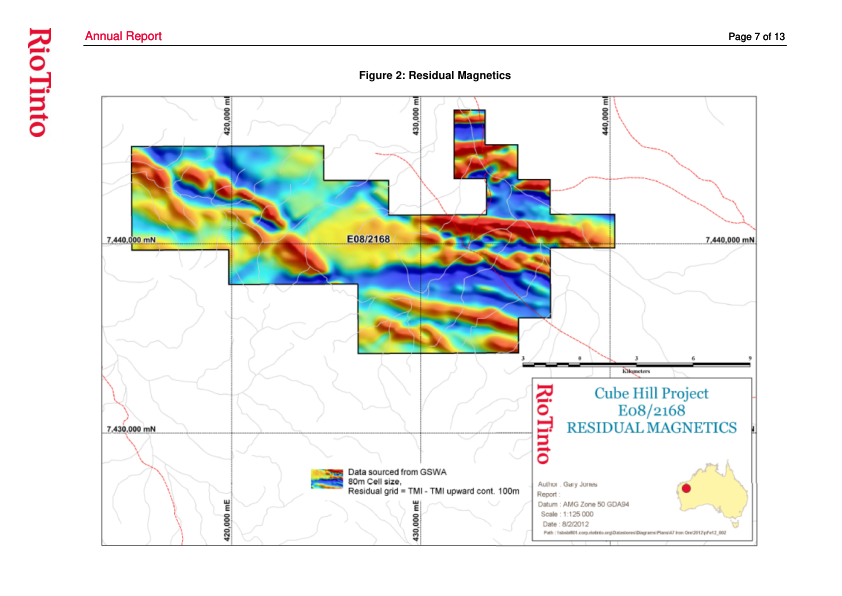 RioTinto
Annual Report
Page 7 of 13
Figure 2: Residual Magnetics
420,000 mE
430,000 mE
440,000
E08/2168
7,440,000 mN
7,440,000 mN
3 0 3 6 9
Kilometers
RioTinto
Cube Hill Project
E08/2168
RESIDUAL MAGNETICS
7,430,000 mN
N
Data sourced from GSWA
80m Cell size,
Residual grid = TMI - TMI upward cont. 100m
Author : Gary Jones
Report :
Datum : AMG Zone 50 GDA94
Scale : 1:125 000
Date : 8/2/2012
Path :
420,000 mE
430,000 mE